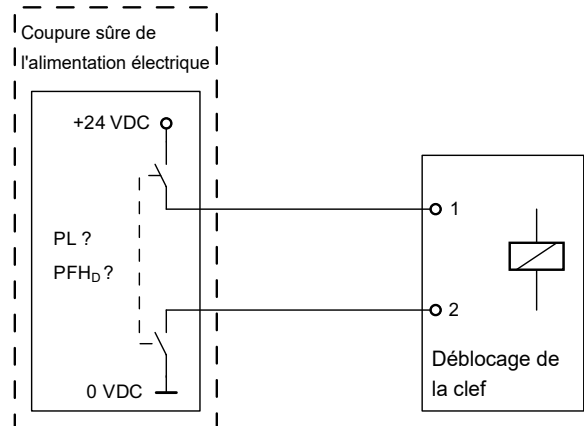 Coupure sûre de
l'alimentation électrique
+24 VDC
PL ?
PFHD ?
0 VDC
1
2
Déblocage de
la clef